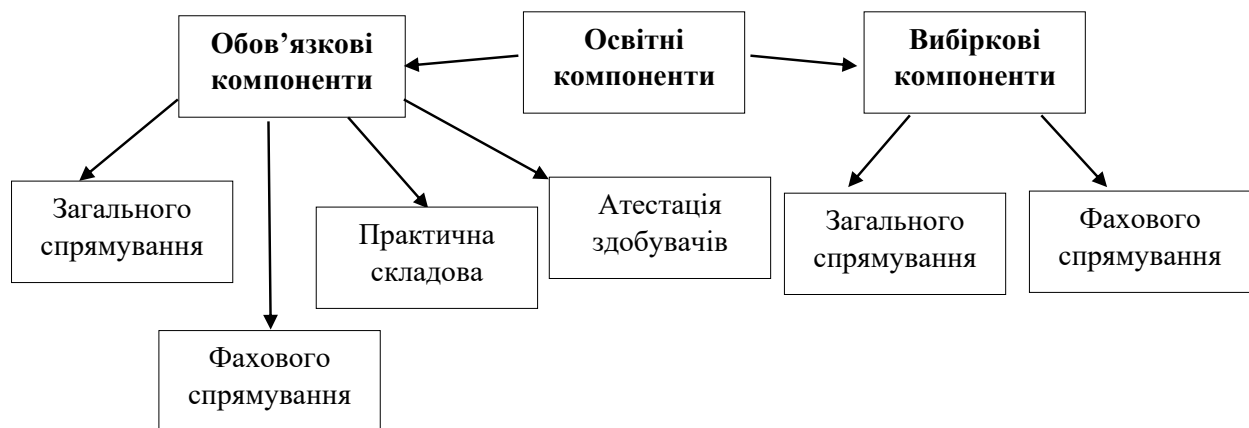 Обов’язкові
компоненти
Освітні
компоненти
Вибіркові
компоненти
Загального
спрямування
Практична
складова
Атестація
здобувачів
Загального
спрямування
Фахового
спрямування
Фахового
спрямування